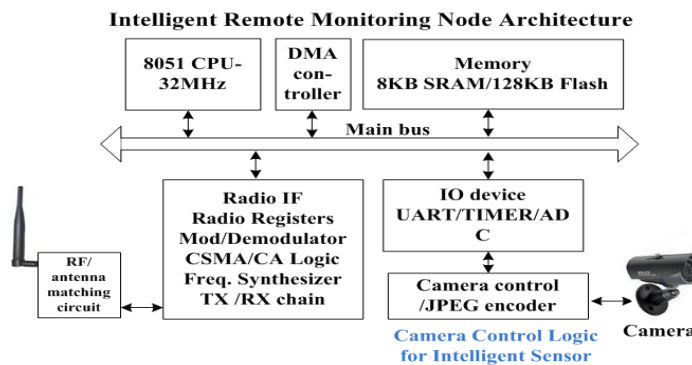 Intelligent Remote Monitoring Node Architecture
8051 CPU-
32MHz
DMA
con-
troller
Memory
8KB SRAM/128KB Flash
Main bus
Radio IF
Radio Registers
Mod/Demodulator
CSMA/CA Logic
Freq. Synthesizer
TX /RX chain
IO device
UART/TIMER/AD
C
RF/
antenna
matching
circuit
Camera control
/JPEG encoder
Camera
Camera Control Logic
for Intelligent Sensor